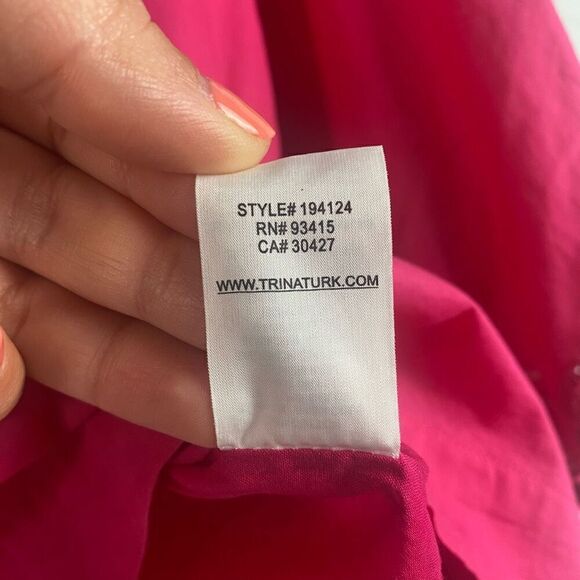 STYLE# 194124
RN# 93415
CA# 30427
WWW.TRINATURK.COM